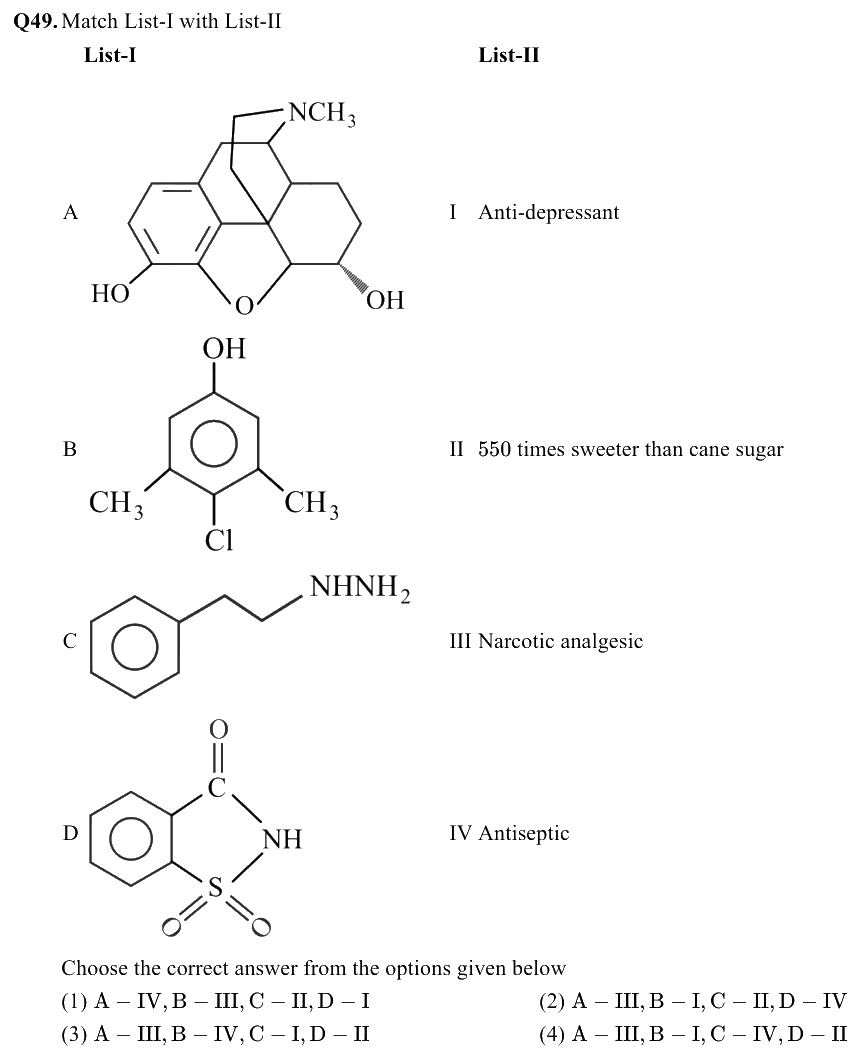 Q49. Match List-I with List-II
List-I List-II
NCH3
A I Anti-depressant
HO O OH
OH
B II 550 times sweeter than cane sugar
CH3 CH3
Cl
NHNH2
C III Narcotic analgesic
O
C
D NH IV Antiseptic
S
O O
Choose the correct answer from the options given below
(1) A – IV, B – III, C – II, D – I (2) A – III, B – I, C – II, D – IV
(3) A – III, B – IV, C – I, D – II (4) A – III, B – I, C – IV, D – II